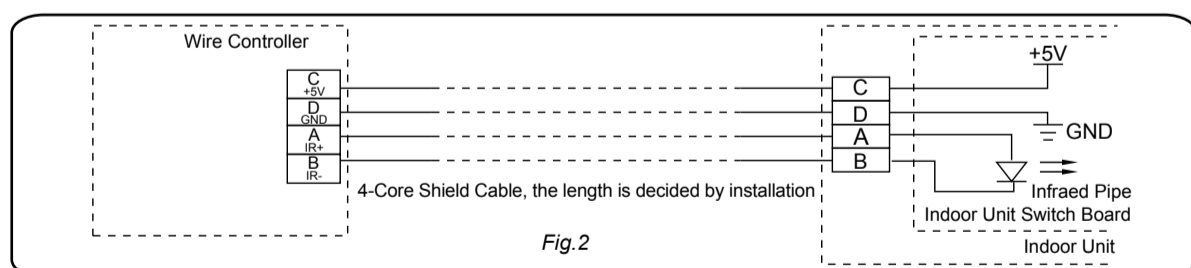 Wire Controller
C
+5V
D
GND
A
IR+
B
IR-
4-Core Shield Cable, the length is decided by installation
Fig.2
C
D
A
B
+5V
GND
Infraed Pipe
Indoor Unit Switch Board
Indoor Unit